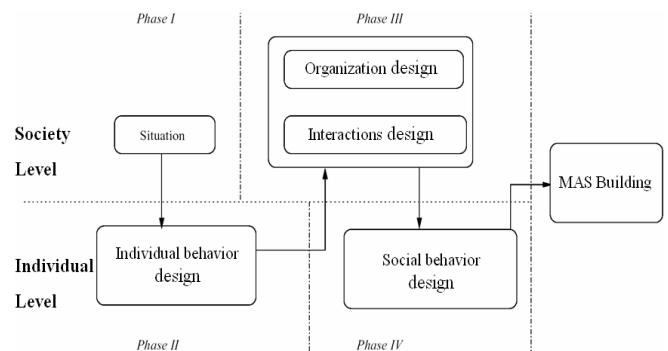 Phase I
Phase III
Organization design
Interactions design
Society
Level
Situation
MAS Building
Individual behavior
design
Social behavior
design
Individual
Level
Phase II
Phase IV